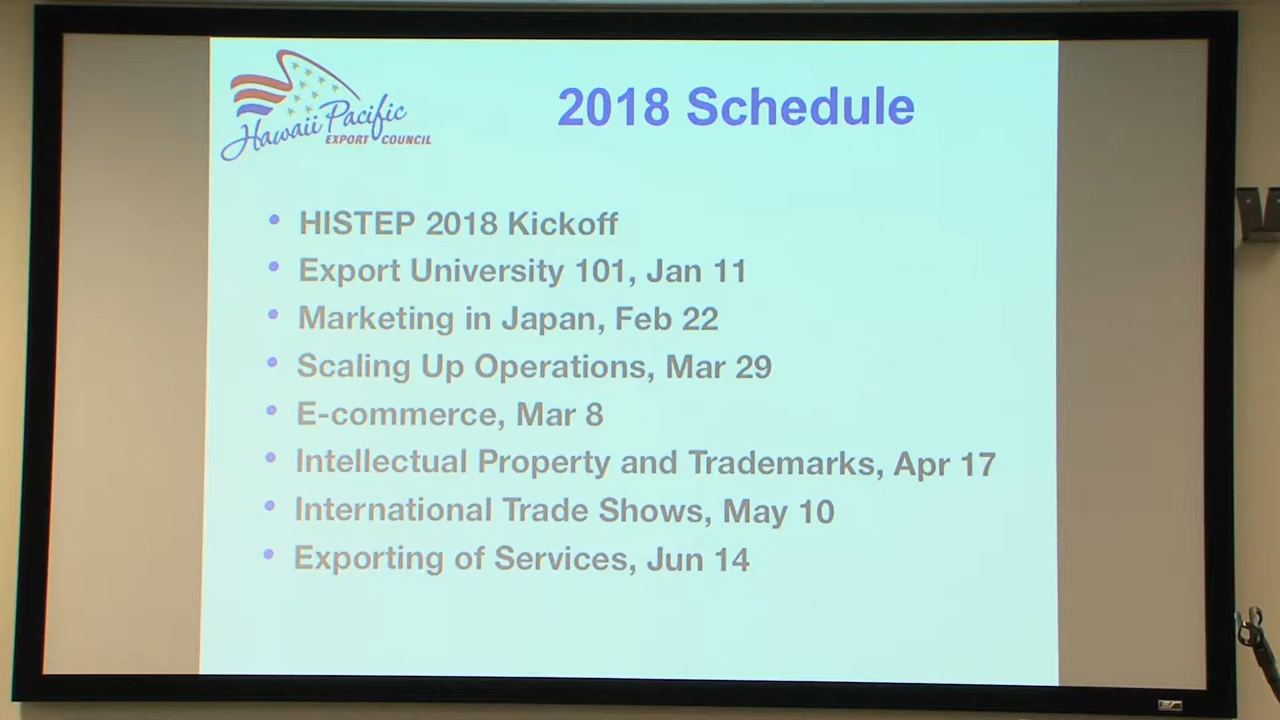 Hawaii Pacific
EXPORT COUNCIL
2018 Schedule
• HISTEP 2018 Kickoff
• Export University 101, Jan 11
• Marketing in Japan, Feb 22
• Scaling Up Operations, Mar 29
• E-commerce, Mar 8
• Intellectual Property and Trademarks, Apr 17
• International Trade Shows, May 10
• Exporting of Services, Jun 14